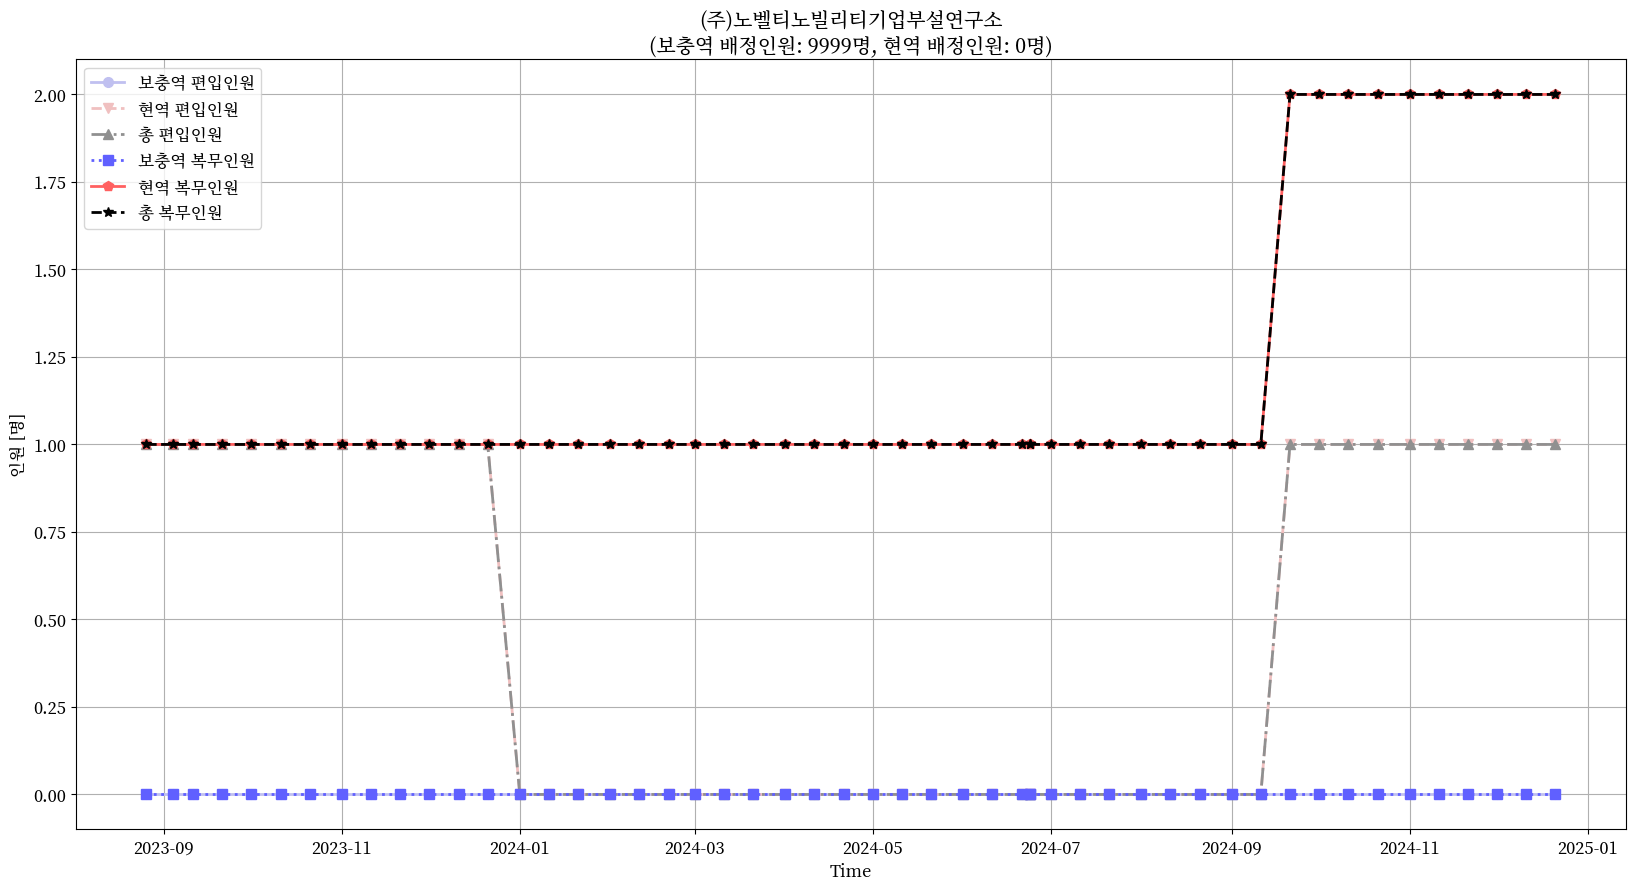 (주)노벨티노빌리티기업부설연구소
(보충역 배정인원: 9999명, 현역 배정인원: 0명)
보충역 편입인원
현역 편입인원
총 편입인원
보충역 복무인원
현역 복무인원
총 복무인원
2.00
1.75
1.50
1.25
1.00
0.75
0.50
0.25
0.00
인원 [명]
2023-09
2023-11
2024-01
2024-03
2024-05
2024-07
2024-09
2024-11
2025-01
Time